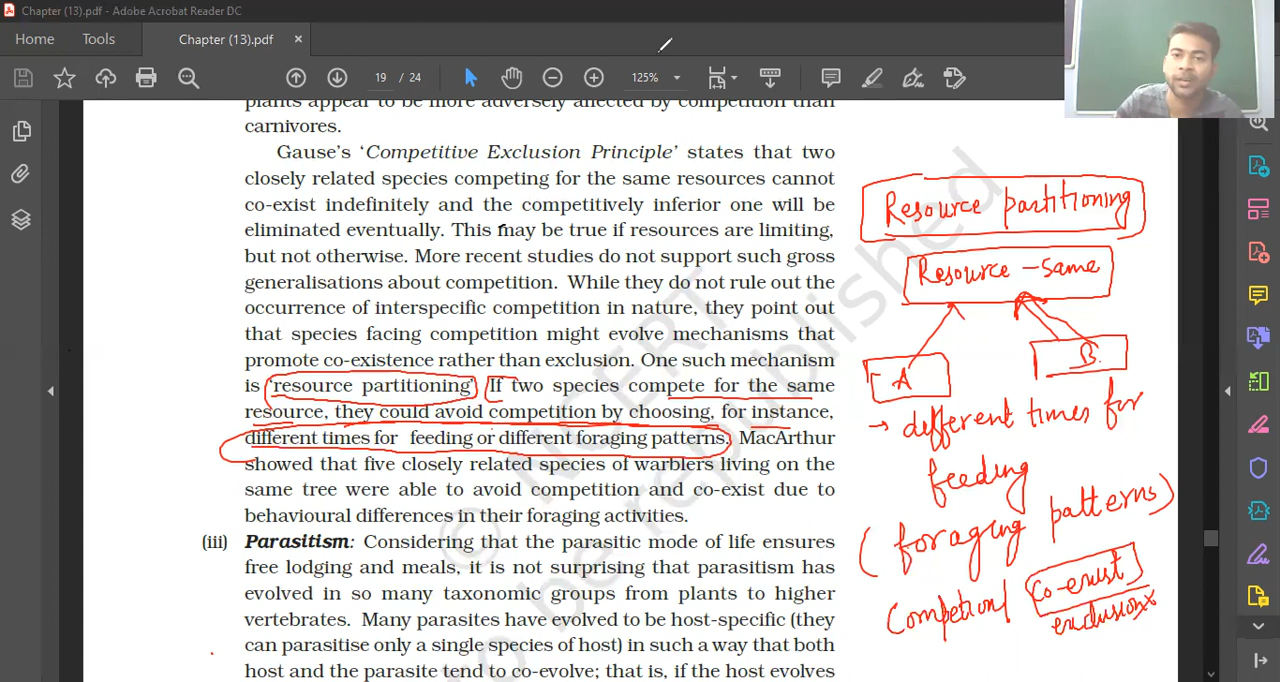 Chapter (13).pdf - Adobe Acrobat Reader DC
Home Tools Chapter (13).pdf ×
19 / 24 125%
plants appear to be more adversely affected by competition than
carnivores.
Gause's 'Competitive Exclusion Principle' states that two
closely related species competing for the same resources cannot
co-exist indefinitely and the competitively inferior one will be
eliminated eventually. This may be true if resources are limiting,
but not otherwise. More recent studies do not support such gross
generalisations about competition. While they do not rule out the
occurrence of interspecific competition in nature, they point out
that species facing competition might evolve mechanisms that
promote co-existence rather than exclusion. One such mechanism
is 'resource partitioning' If two species compete for the same
resource, they could avoid competition by choosing, for instance,
different times for feeding or different foraging patterns. MacArthur
showed that five closely related species of warblers living on the
same tree were able to avoid competition and co-exist due to
behavioural differences in their foraging activities.
(iii) Parasitism: Considering that the parasitic mode of life ensures
free lodging and meals, it is not surprising that parasitism has
evolved in so many taxonomic groups from plants to higher
vertebrates. Many parasites have evolved to be host-specific (they
can parasitise only a single species of host) in such a way that both
host and the parasite tend to co-evolve; that is, if the host evolves
© NCERT
to be republished
Resource partitioning
Resource - same
A B
→ different times for
feeding
( foraging patterns)
Competion co-exist
exclusion x